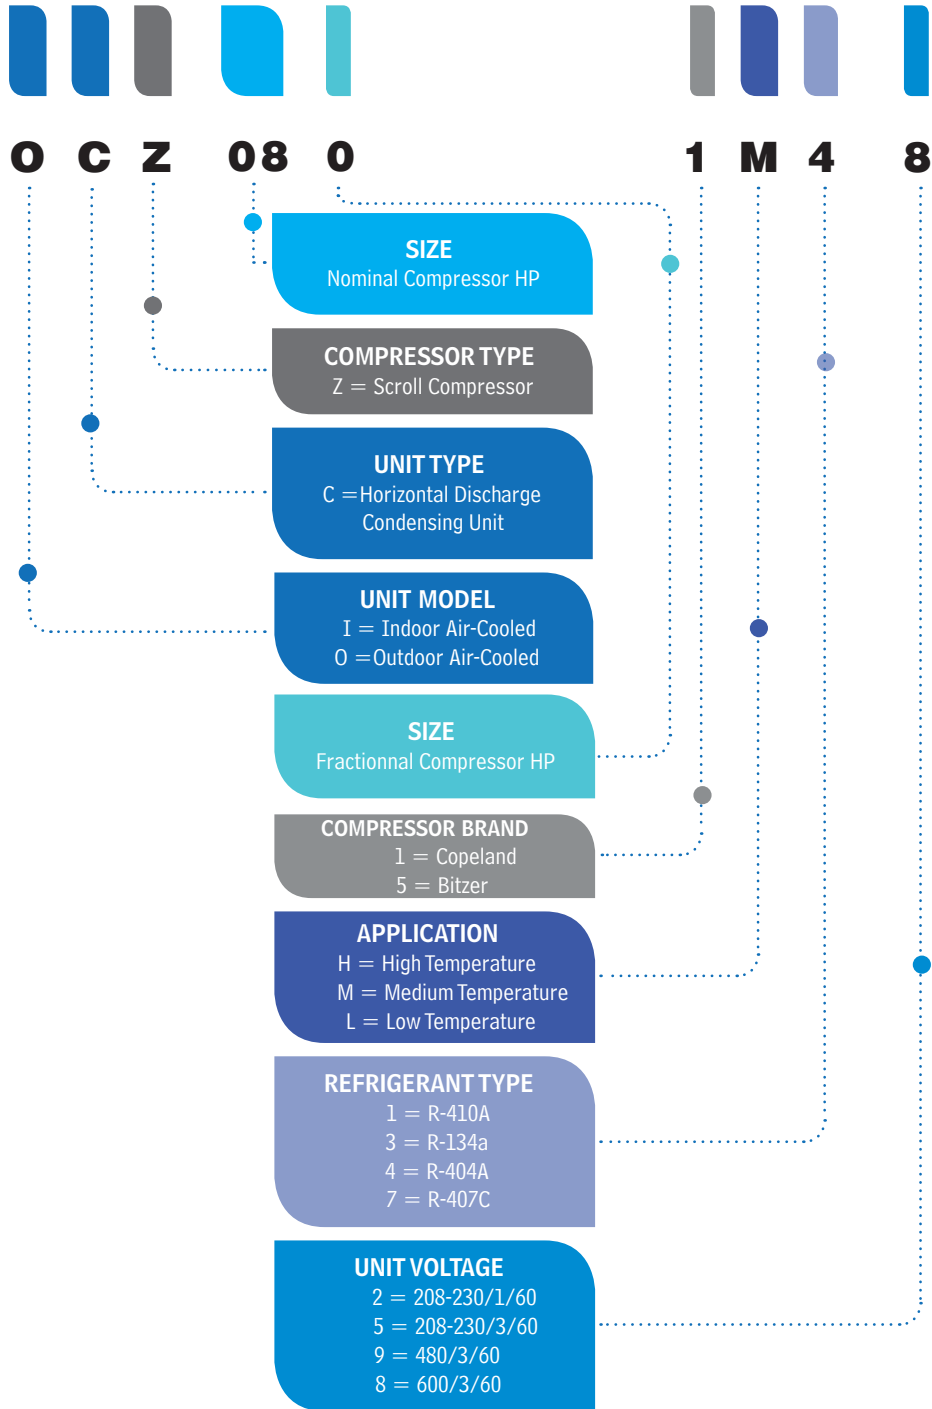 O C Z 08 0 1 M 4 8
SIZE
Nominal Compressor HP
COMPRESSOR TYPE
Z = Scroll Compressor
UNIT TYPE
C =Horizontal Discharge
Condensing Unit
UNIT MODEL
I = Indoor Air-Cooled
O =Outdoor Air-Cooled
SIZE
Fractionnal Compressor HP
COMPRESSOR BRAND
1 = Copeland
5 = Bitzer
APPLICATION
H = High Temperature
M = Medium Temperature
L = Low Temperature
REFRIGERANT TYPE
1 = R-410A
3 = R-134a
4 = R-404A
7 = R-407C
UNIT VOLTAGE
2 = 208-230/1/60
5 = 208-230/3/60
9 = 480/3/60
8 = 600/3/60